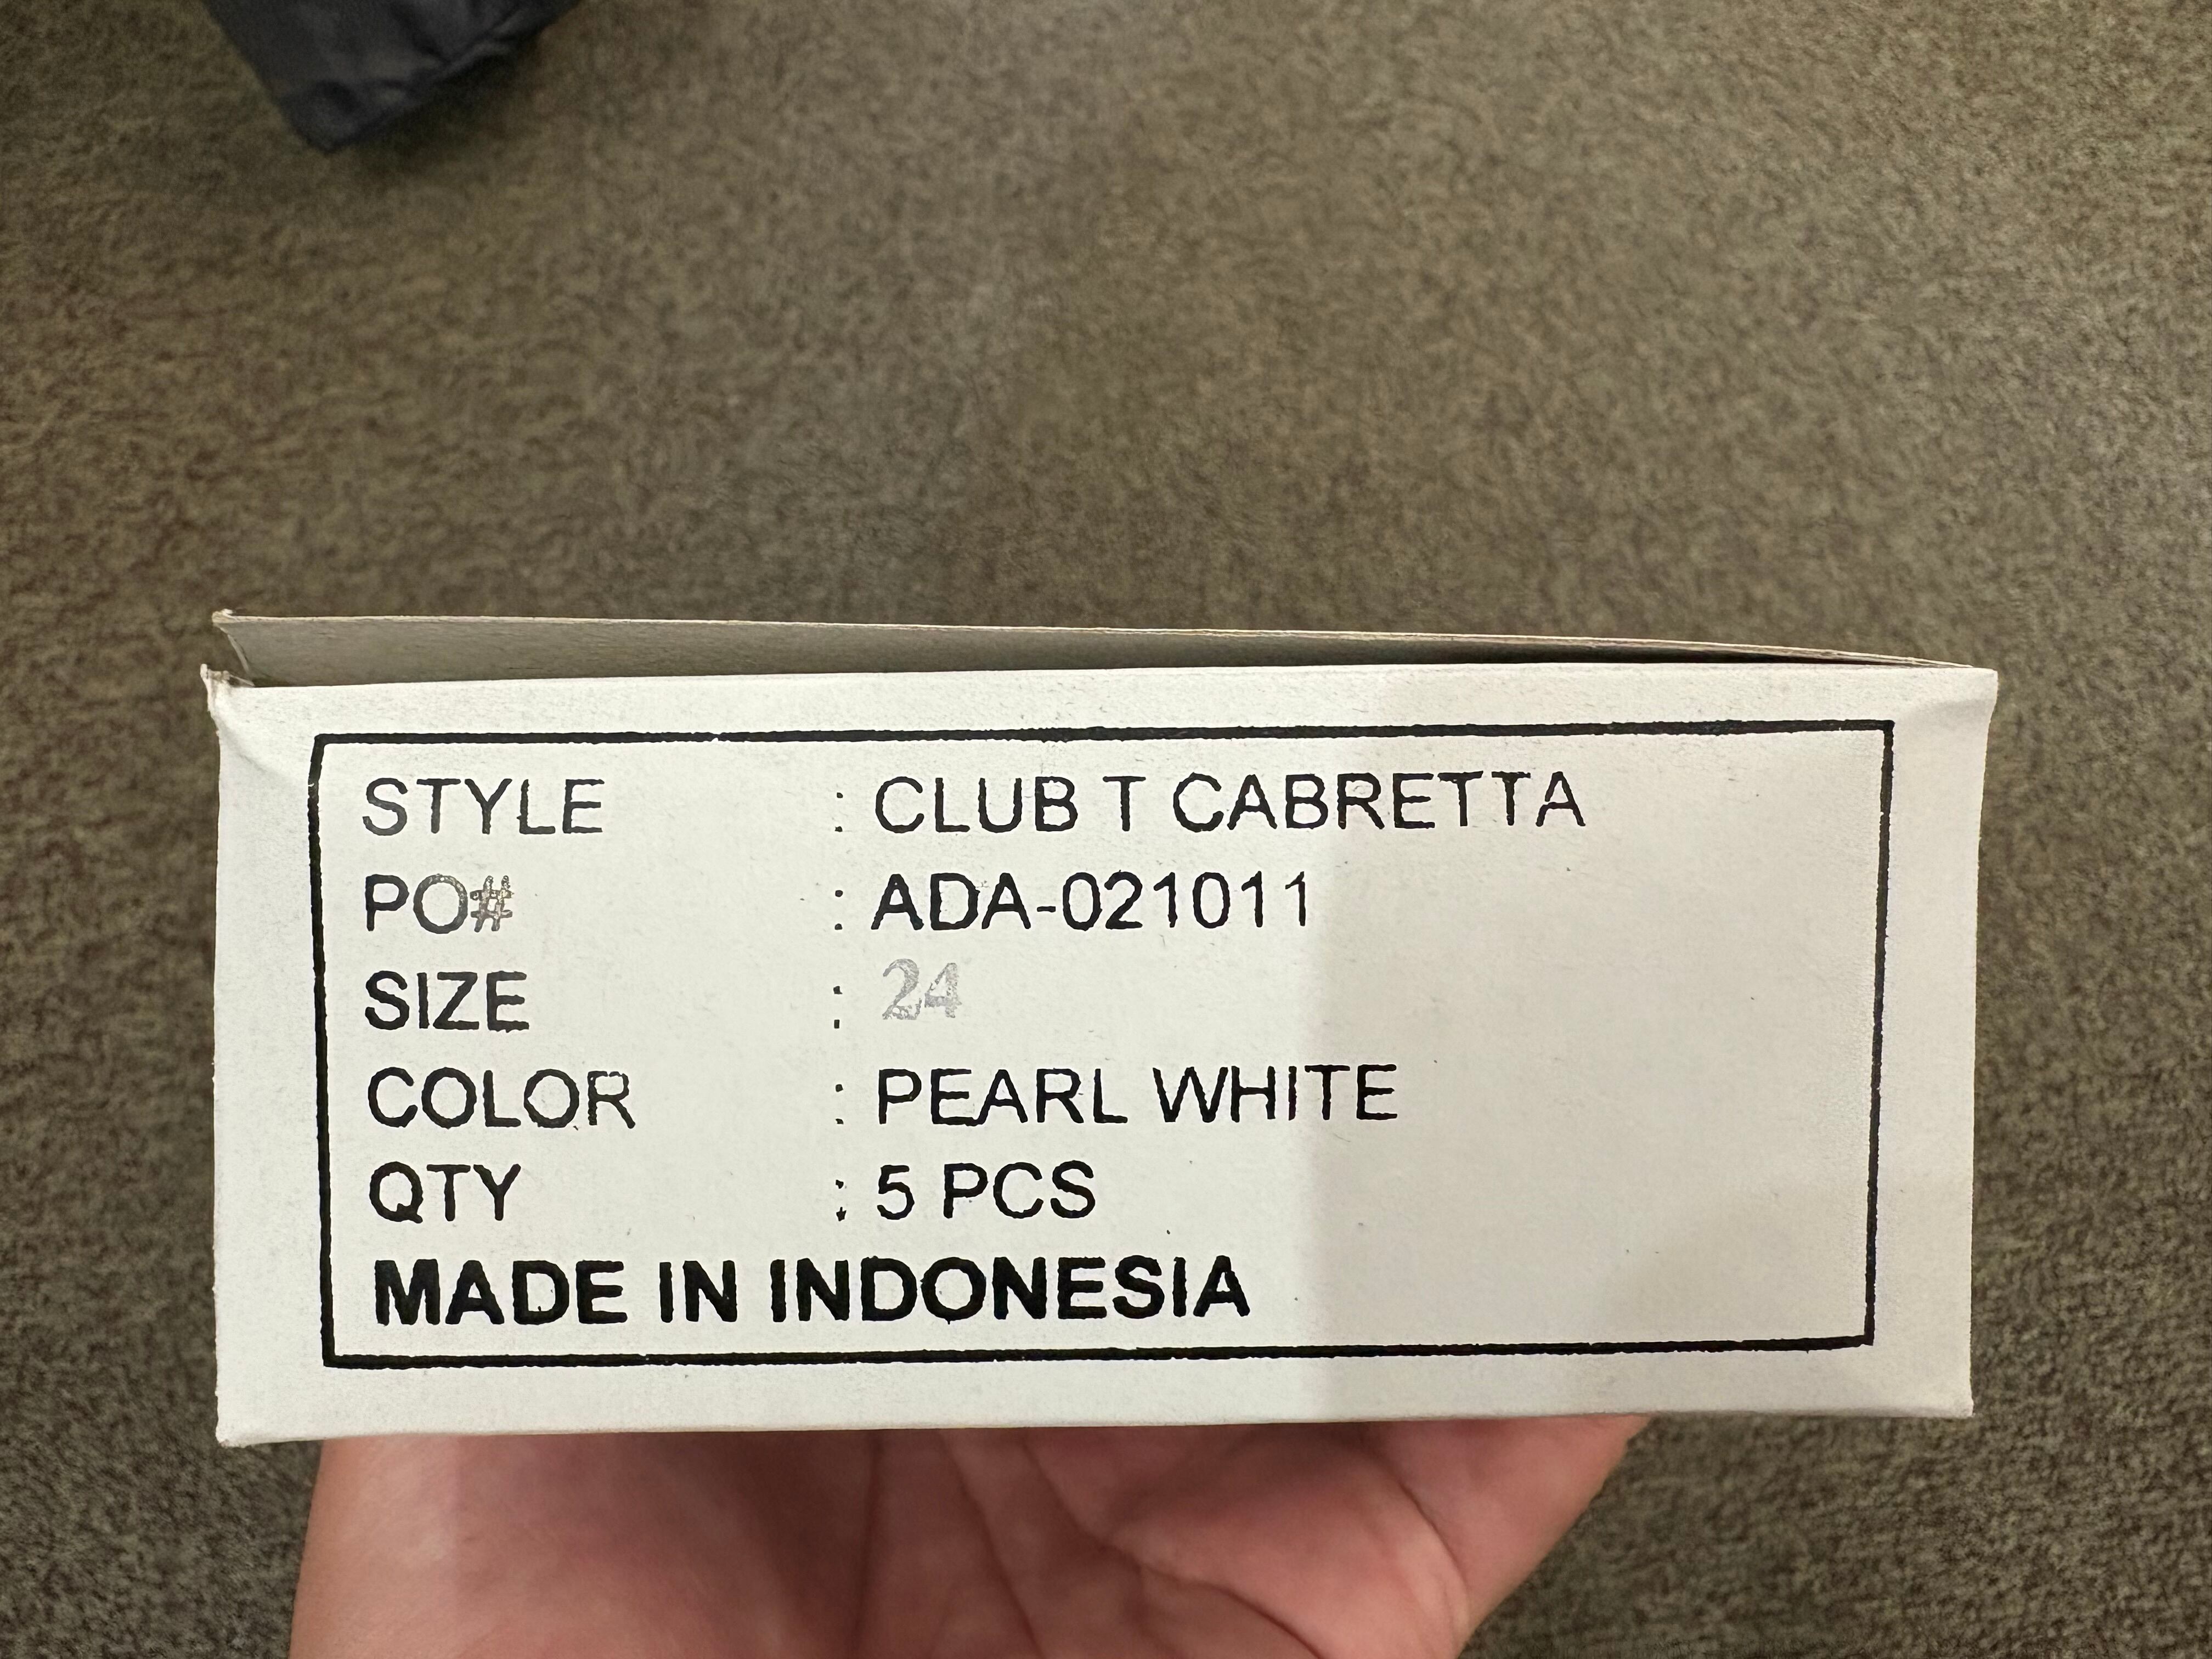 STYLE : CLUB T CABRETTA
PO# : ADA-021011
SIZE : 24
COLOR : PEARL WHITE
QTY : 5 PCS
MADE IN INDONESIA